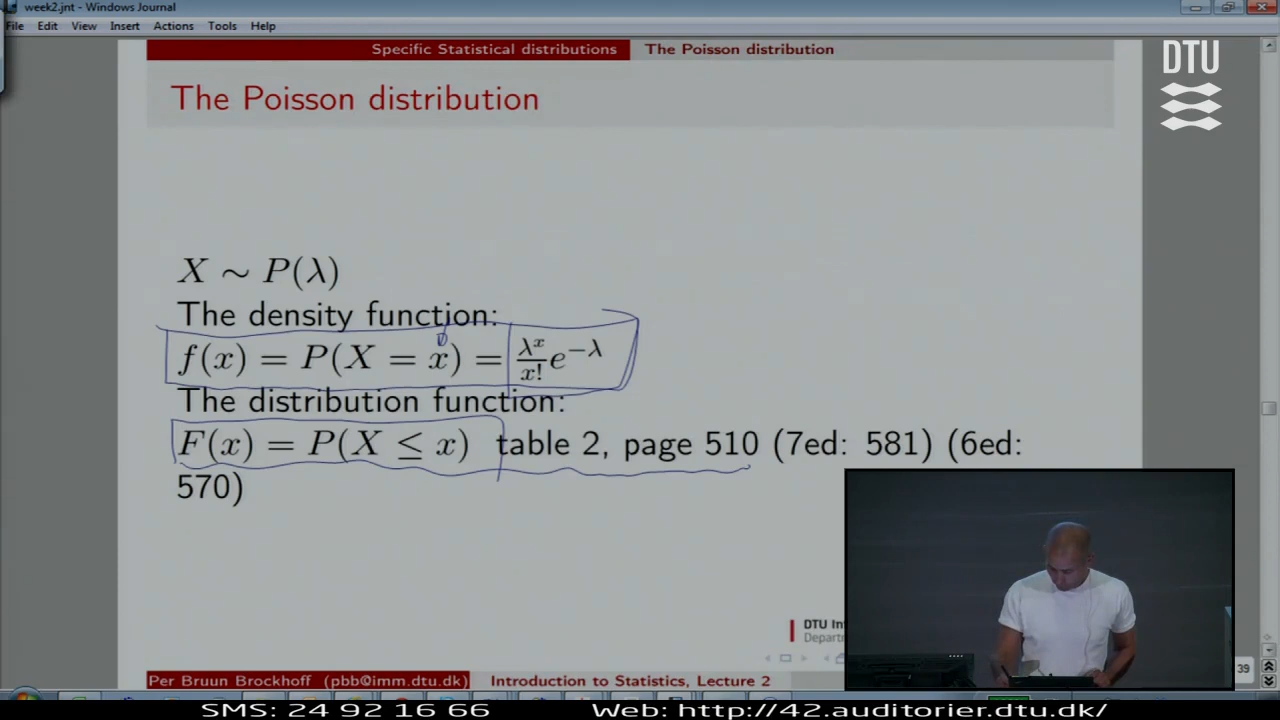 week2.jnt - Windows Journal
File Edit View Insert Actions Tools Help
Specific Statistical distributions The Poisson distribution
DTU
The Poisson distribution
X ∼ P(λ)
The density function:
f(x) = P(X = x) = λ^x/x! e^−λ
The distribution function:
F(x) = P(X ≤ x) table 2, page 510 (7ed: 581) (6ed:
570)
DTU
39
Per Bruun Brockhoff (pbb@imm.dtu.dk) Introduction to Statistics, Lecture 2
SMS: 24 92 16 66 Web: http://42.auditorier.dtu.dk/